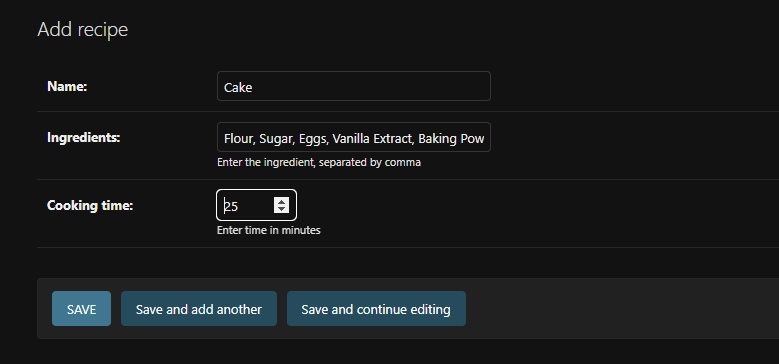 Add recipe
Name:
Cake
Ingredients:
Flour, Sugar, Eggs, Vanilla Extract, Baking Pow
Enter the ingredient, separated by comma
Cooking time:
25
Enter time in minutes
SAVE
Save and add another
Save and continue editing